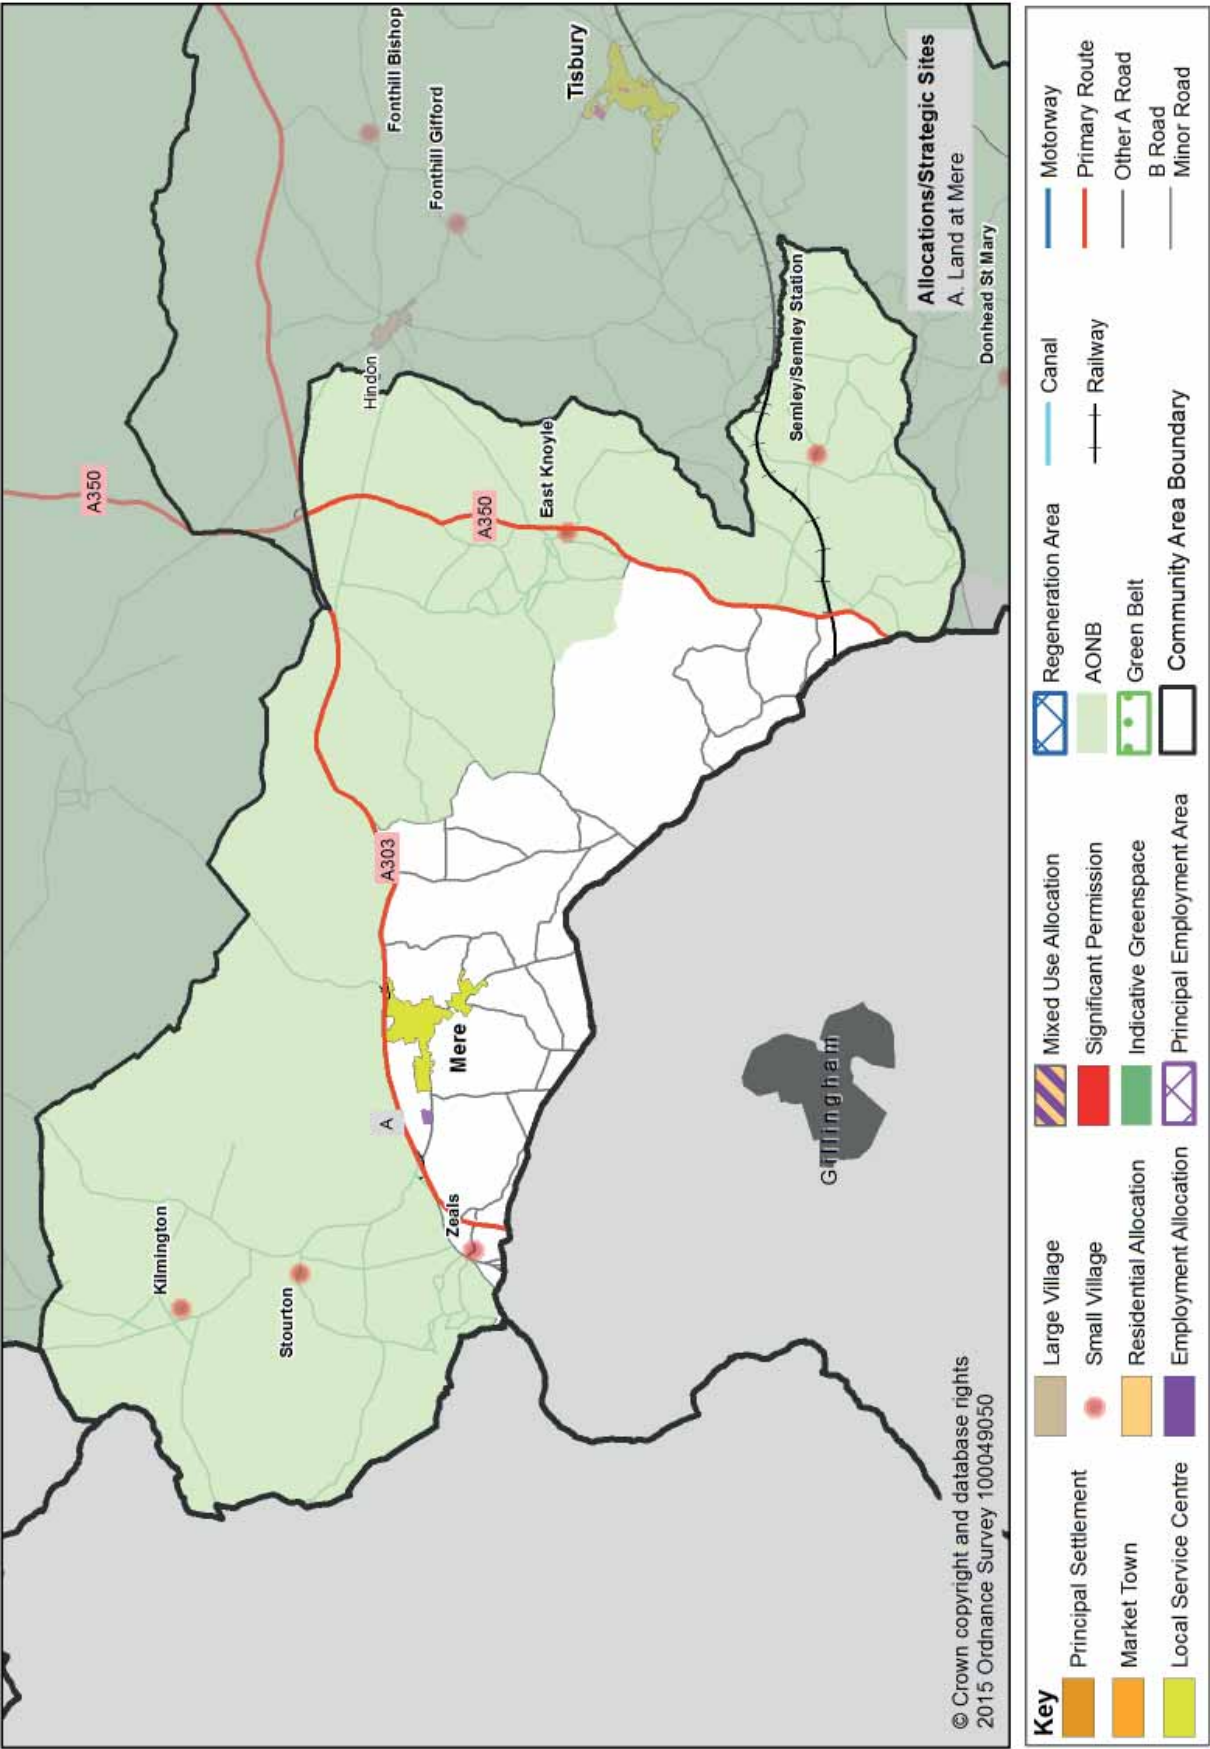 Kilmington
Stourton
Zeals
A
Mere
A303
A350
A350
East Knoyle
Hindon
Fonthill Bishop
Fonthill Gifford
Tisbury
Semley/Semley Station
Donhead St Mary
Gillingham
Allocations/Strategic Sites
A. Land at Mere
© Crown copyright and database rights
2015 Ordnance Survey 100049050
Key
Principal Settlement
Market Town
Local Service Centre
Large Village
Small Village
Residential Allocation
Employment Allocation
Mixed Use Allocation
Significant Permission
Indicative Greenspace
Principal Employment Area
Regeneration Area
AONB
Green Belt
Community Area Boundary
Canal
Railway
Motorway
Primary Route
Other A Road
B Road
Minor Road